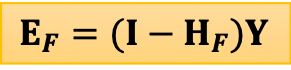 𝐄_F = (𝐈 − 𝐇_F)𝐘